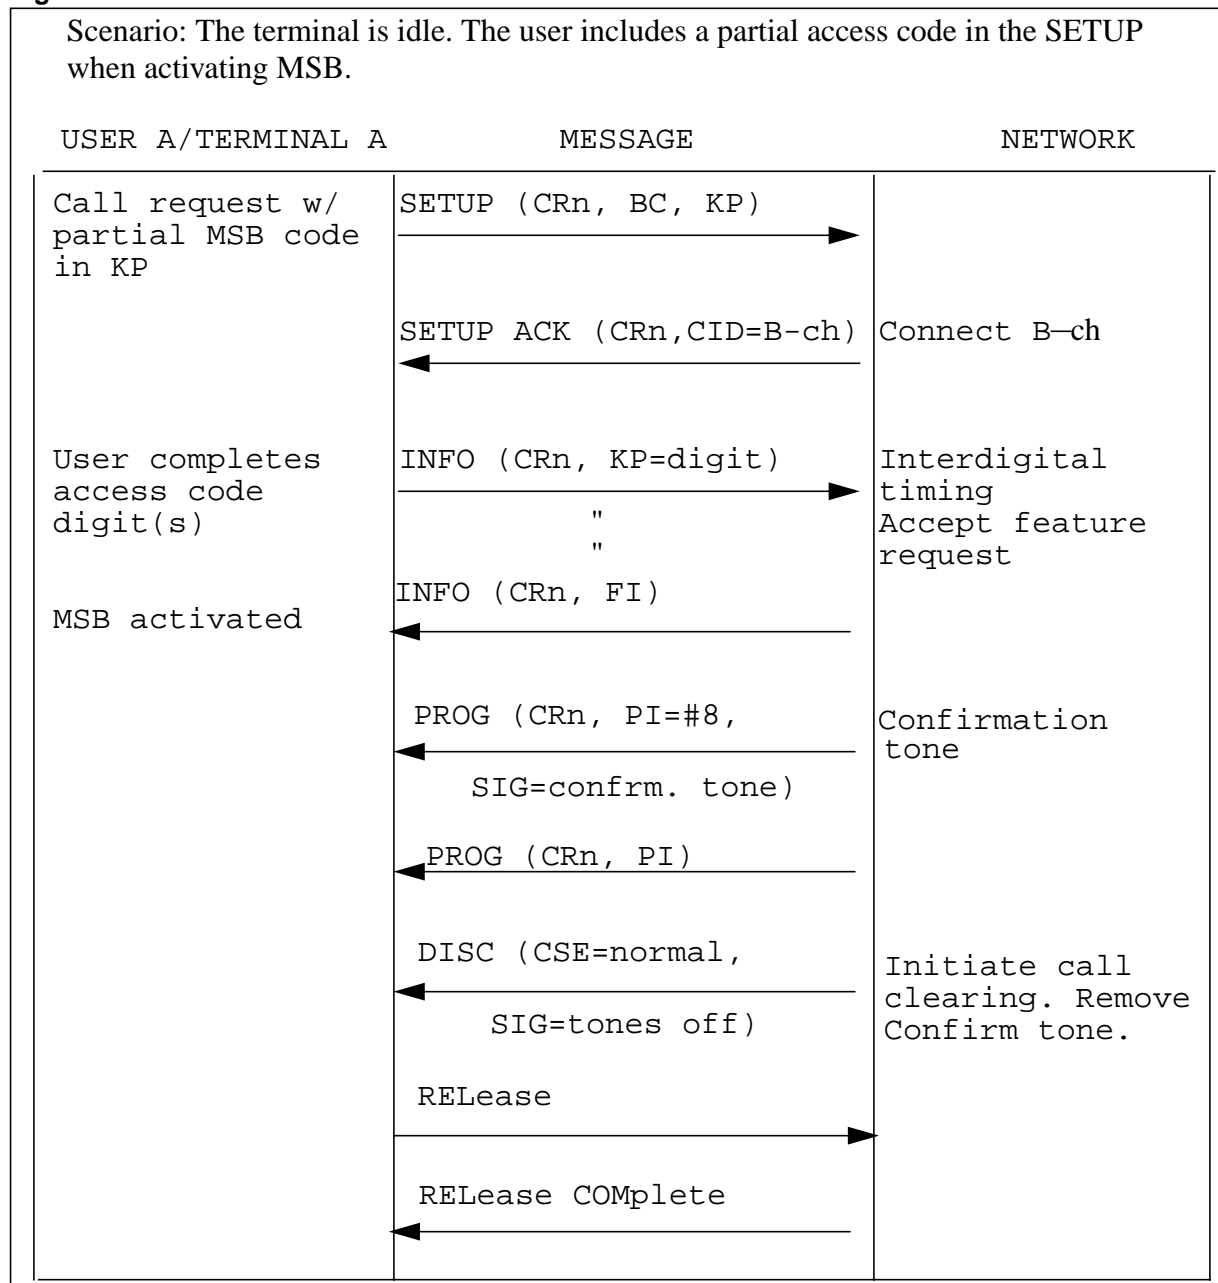 Scenario: The terminal is idle. The user includes a partial access code in the SETUP
when activating MSB.
USER A/TERMINAL A MESSAGE NETWORK
Call request w/
partial MSB code
in KP
SETUP (CRn, BC, KP)
SETUP ACK (CRn,CID=B-ch)
Connect B–ch
User completes
access code
digit(s)
INFO (CRn, KP=digit)
"
"
Interdigital
timing
Accept feature
request
MSB activated
INFO (CRn, FI)
PROG (CRn, PI=#8,
SIG=confrm. tone)
Confirmation
tone
PROG (CRn, PI)
DISC (CSE=normal,
SIG=tones off)
Initiate call
clearing. Remove
Confirm tone.
RELease
RELease COMplete